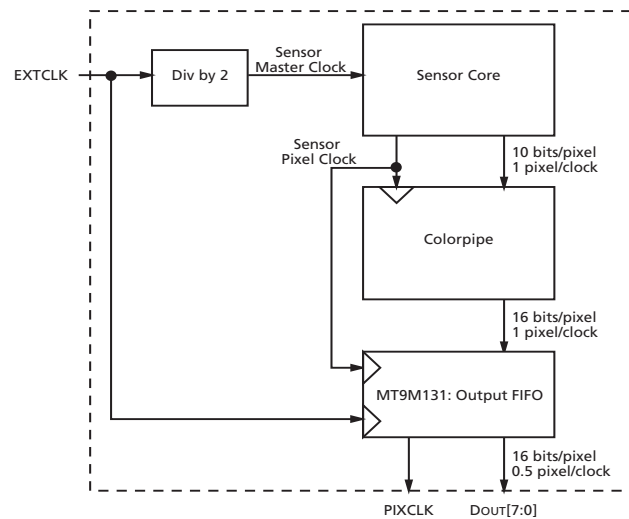 EXTCLK
Div by 2
Sensor
Master Clock
Sensor Core
Sensor
Pixel Clock
10 bits/pixel
1 pixel/clock
Colorpipe
16 bits/pixel
1 pixel/clock
MT9M131: Output FIFO
16 bits/pixel
0.5 pixel/clock
PIXCLK
DOUT[7:0]